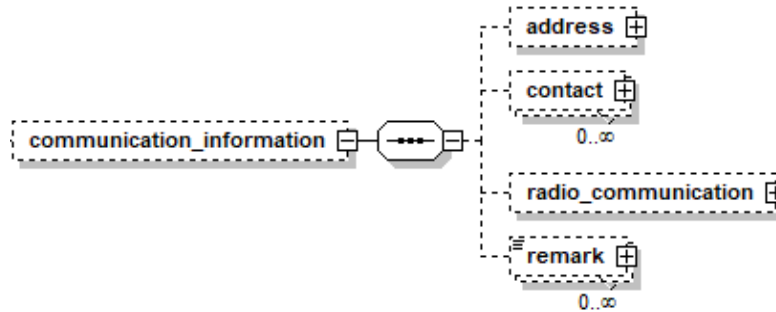 address
contact
0..∞
communication_information
radio_communication
remark
0..∞